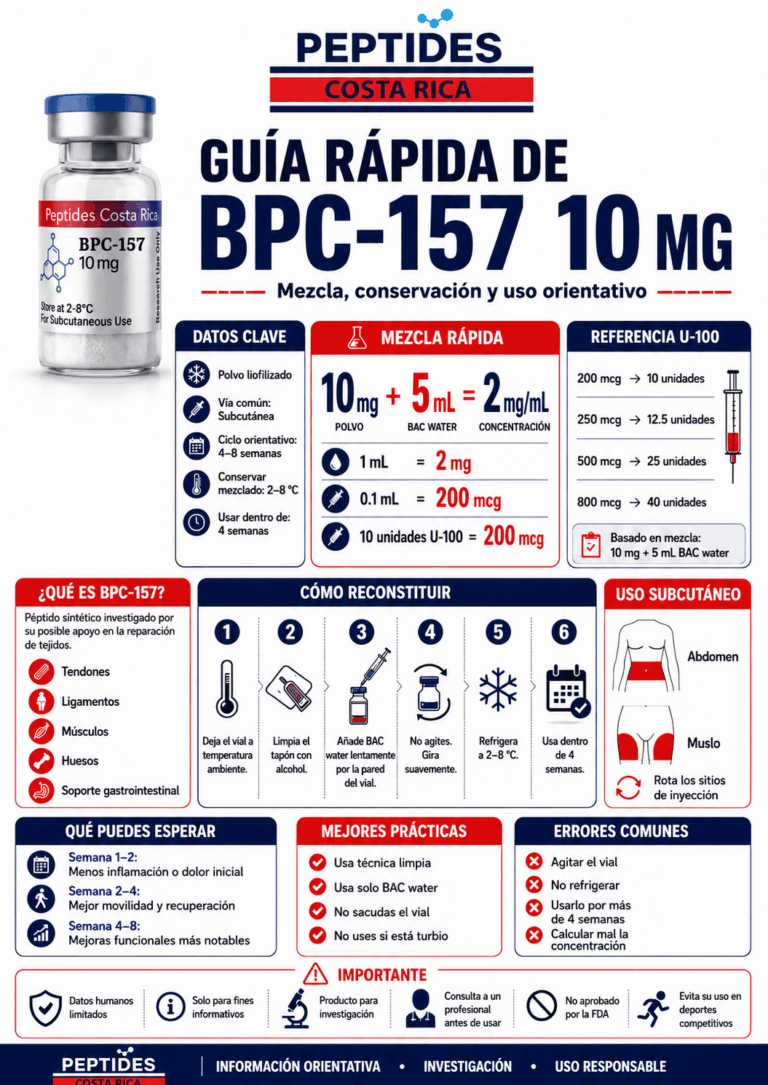 PEPTIDES
COSTA RICA
GUÍA RÁPIDA DE
BPC-157 10 MG
Mezcla, conservación y uso orientativo
Peptides Costa Rica
BPC-157
10 mg
Research Use Only
Store at 2-8°C
For Subcutaneous Use
DATOS CLAVE
Polvo liofilizado
Vía común:
Subcutánea
Ciclo orientativo:
4–8 semanas
Conservar
mezclado: 2–8 °C
Usar dentro de:
4 semanas
MEZCLA RÁPIDA
10mg + 5mL = 2mg/mL
POLVO BAC WATER CONCENTRACIÓN
1 mL = 2 mg
0.1 mL = 200 mcg
10 unidades U-100 = 200 mcg
REFERENCIA U-100
200 mcg → 10 unidades
250 mcg → 12.5 unidades
500 mcg → 25 unidades
800 mcg → 40 unidades
Basado en mezcla:
10 mg + 5 mL BAC water
¿QUÉ ES BPC-157?
Péptido sintético investigado por
su posible apoyo en la reparación
de tejidos.
Tendones
Ligamentos
Músculos
Huesos
Soporte gastrointestinal
CÓMO RECONSTITUIR
1
Deja el vial a
temperatura
ambiente.
2
Limpia el
tapón con
alcohol.
3
Añade BAC
water lentamente
por la pared
del vial.
4
No agites.
Gira
suavemente.
5
Refrigera
a 2–8 °C.
6
Usa dentro
de 4
semanas.
USO SUBCUTÁNEO
Abdomen
Muslo
Rota los sitios
de inyección
QUÉ PUEDES ESPERAR
Semana 1–2:
Menos inflamación o dolor inicial
Semana 2–4:
Mejor movilidad y recuperación
Semana 4–8:
Mejoras funcionales más notables
MEJORES PRÁCTICAS
Usa técnica limpia
Usa solo BAC water
No sacudas el vial
No uses si está turbio
ERRORES COMUNES
Agitar el vial
No refrigerar
Usarlo por más
de 4 semanas
Calcular mal la
concentración
IMPORTANTE
Datos humanos
limitados
Solo para fines
informativos
Producto para
investigación
Consulta a un
profesional
antes de usar
No aprobado
por la FDA
Evita su uso en
deportes
competitivos
PEPTIDES
COSTA RICA
INFORMACIÓN ORIENTATIVA • INVESTIGACIÓN • USO RESPONSABLE